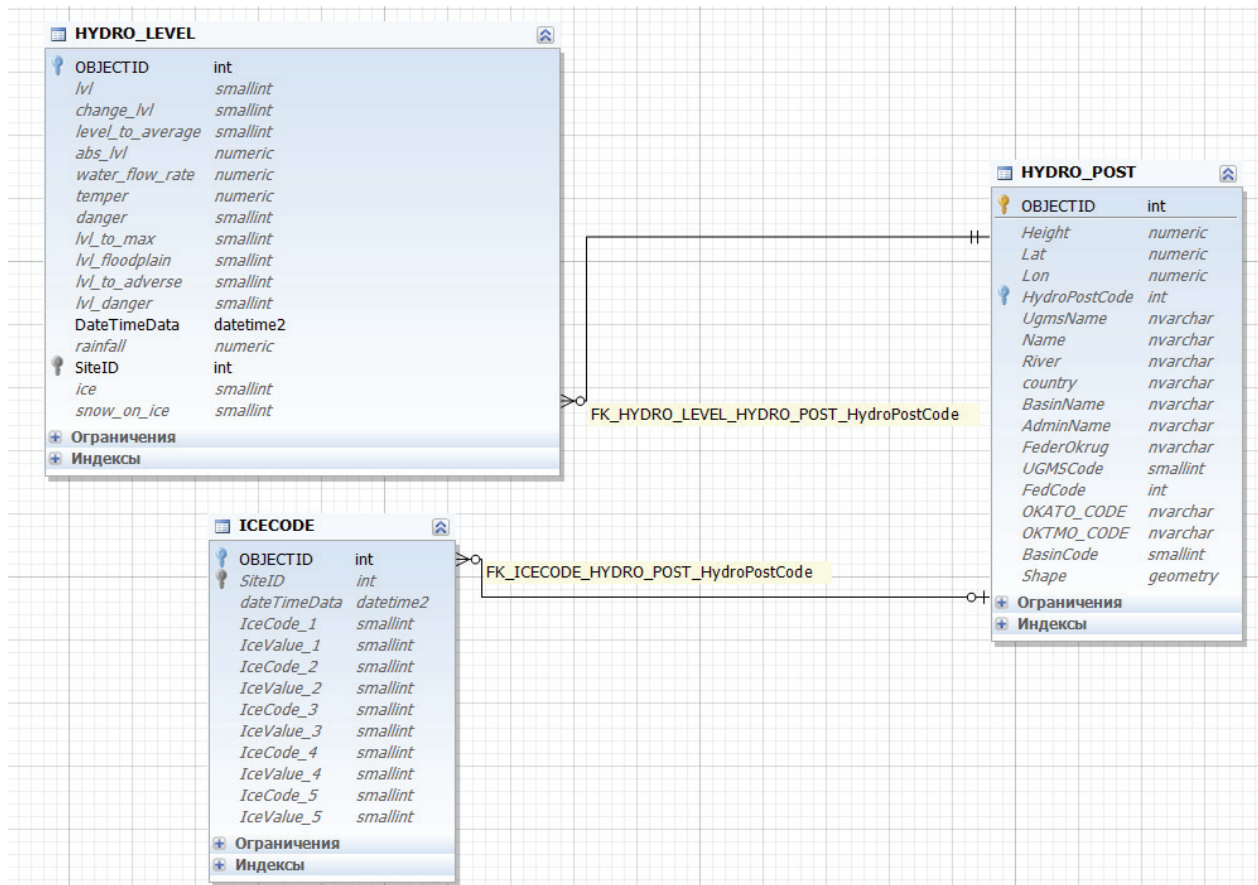 HYDRO_LEVEL
OBJECTID int
lvl smallint
change_lvl smallint
level_to_average smallint
abs_lvl numeric
water_flow_rate numeric
temper numeric
danger smallint
lvl_to_max smallint
lvl_floodplain smallint
lvl_to_adverse smallint
lvl_danger smallint
DateTimeData datetime2
rainfall numeric
SiteID int
ice smallint
snow_on_ice smallint
Ограничения
Индексы
HYDRO_POST
OBJECTID int
Height numeric
Lat numeric
Lon numeric
HydroPostCode int
UgmsName nvarchar
Name nvarchar
River nvarchar
country nvarchar
BasinName nvarchar
AdminName nvarchar
FederOkrug nvarchar
UGMSCode smallint
FedCode int
OKATO_CODE nvarchar
OKTMO_CODE nvarchar
BasinCode smallint
Shape geometry
Ограничения
Индексы
FK_HYDRO_LEVEL_HYDRO_POST_HydroPostCode
ICECODE
OBJECTID int
SiteID int
dateTimeData datetime2
IceCode_1 smallint
IceValue_1 smallint
IceCode_2 smallint
IceValue_2 smallint
IceCode_3 smallint
IceValue_3 smallint
IceCode_4 smallint
IceValue_4 smallint
IceCode_5 smallint
IceValue_5 smallint
Ограничения
Индексы
FK_ICECODE_HYDRO_POST_HydroPostCode